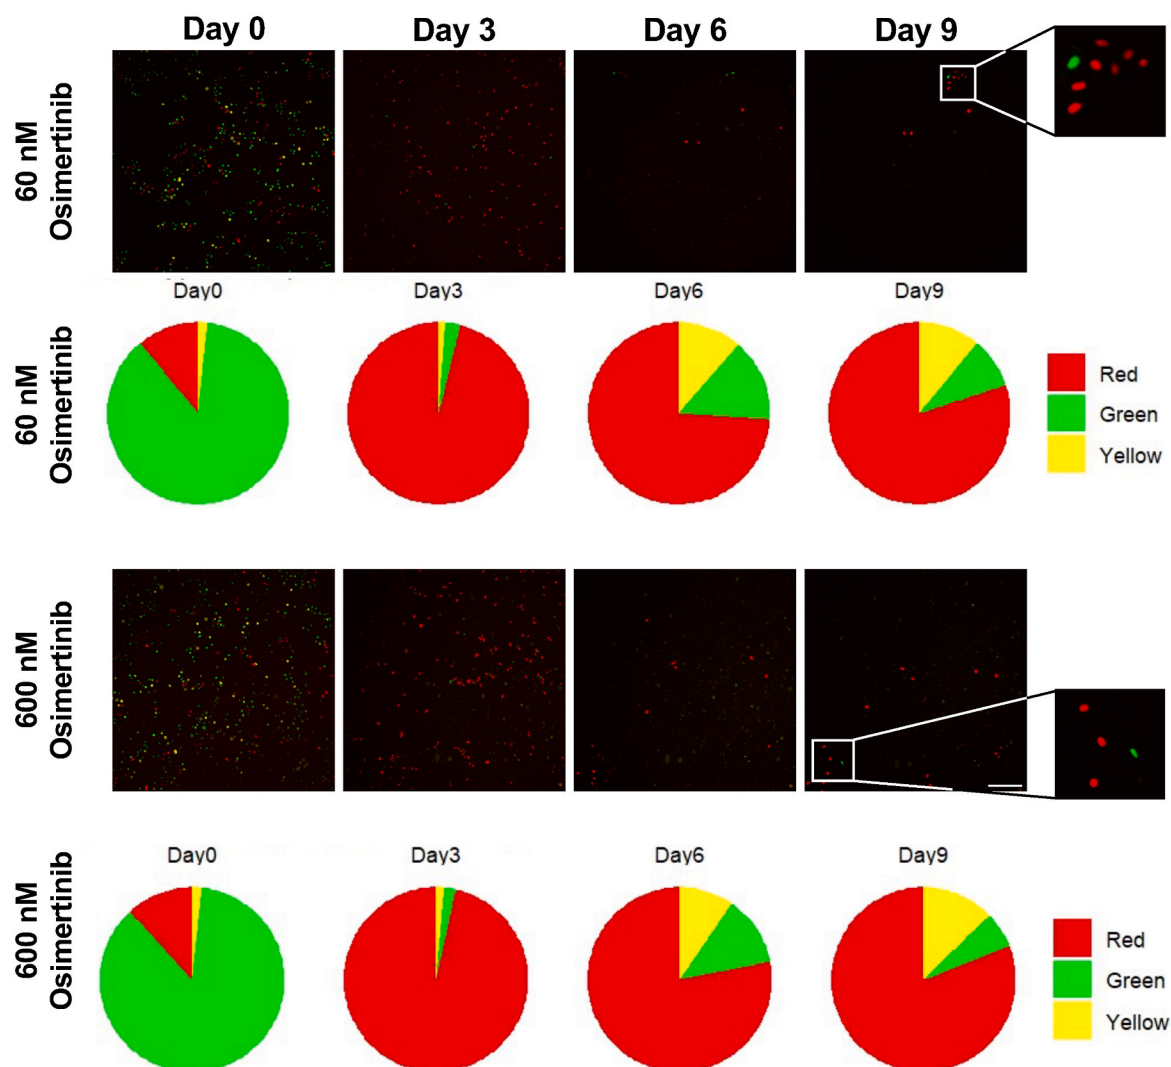 Day 0 Day 3 Day 6 Day 9
60 nM
Osimertinib
Day0 Day3 Day6 Day9
60 nM
Osimertinib
Red
Green
Yellow
600 nM
Osimertinib
Day0 Day3 Day6 Day9
600 nM
Osimertinib
Red
Green
Yellow